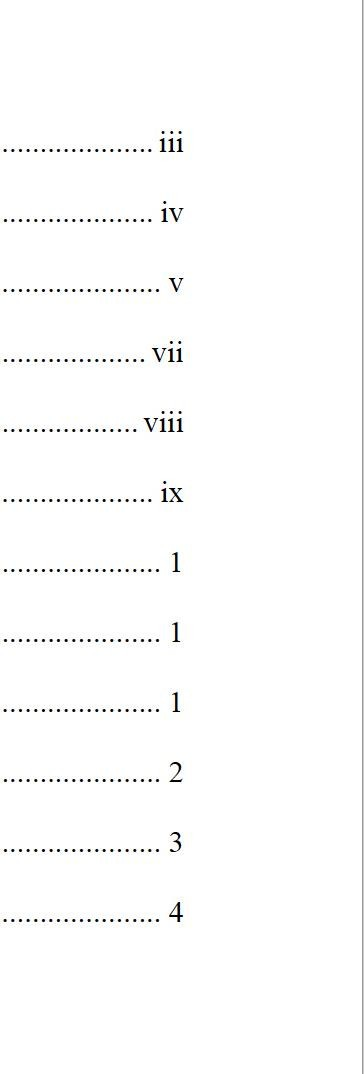 .................... iii
.................... iv
..................... v
................... vii
.................. viii
.................... ix
..................... 1
..................... 1
..................... 1
..................... 2
..................... 3
..................... 4